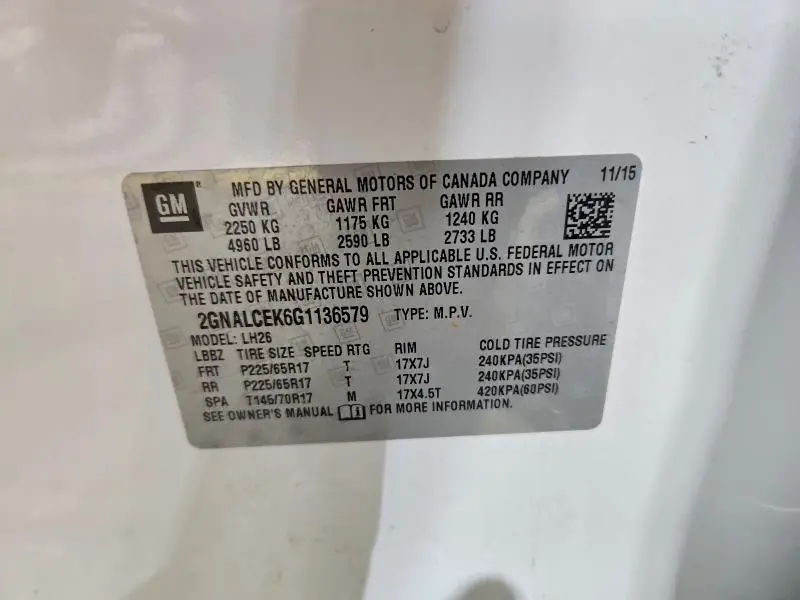 GM® MFD BY GENERAL MOTORS OF CANADA COMPANY 11/15
GVWR GAWR FRT GAWR RR
2250 KG 1175 KG 1240 KG
4960 LB 2590 LB 2733 LB
THIS VEHICLE CONFORMS TO ALL APPLICABLE U.S. FEDERAL MOTOR
VEHICLE SAFETY AND THEFT PREVENTION STANDARDS IN EFFECT ON
THE DATE OF MANUFACTURE SHOWN ABOVE.
2GNALCEK6G1136579 TYPE: M.P.V.
MODEL: LH26
LBBZ TIRE SIZE SPEED RTG RIM COLD TIRE PRESSURE
FRT P225/65R17 T 17X7J 240KPA(35PSI)
RR P225/65R17 T 17X7J 240KPA(35PSI)
SPA T145/70R17 M 17X4.5T 420KPA(60PSI)
SEE OWNER'S MANUAL FOR MORE INFORMATION.